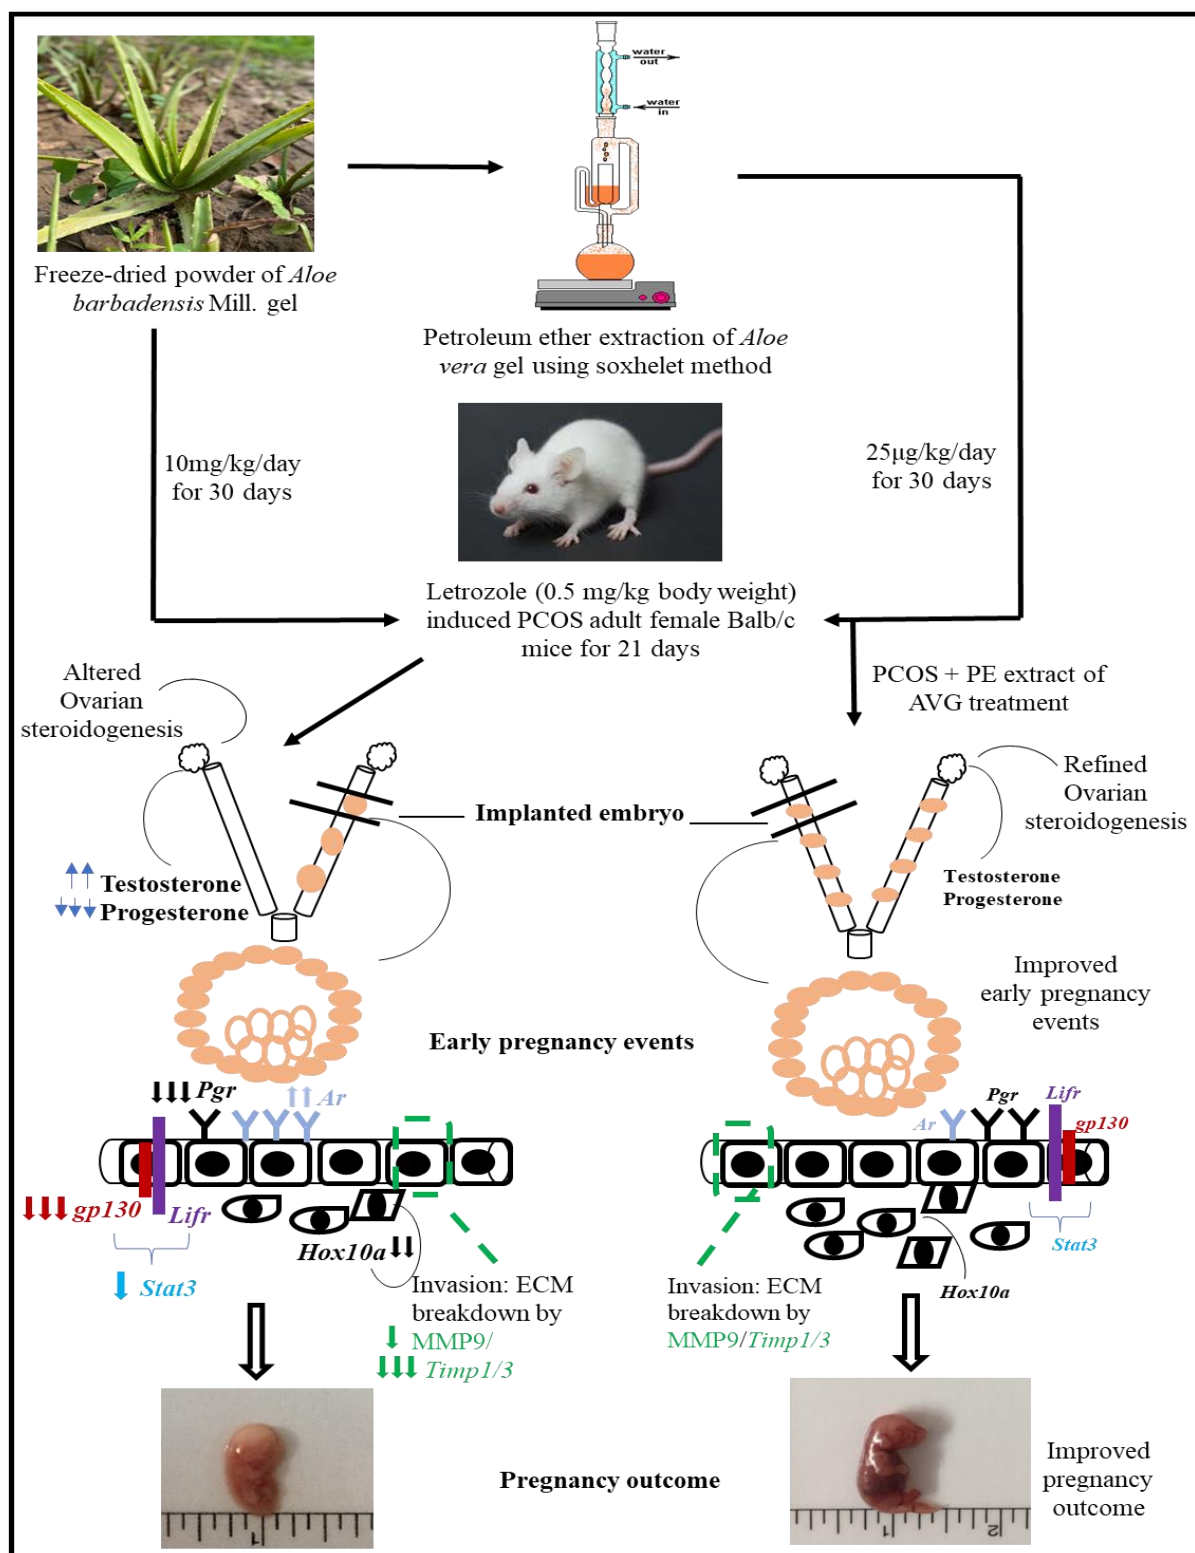 water
out
water
in
Freeze-dried powder of Aloe
barbadensis Mill. gel
Petroleum ether extraction of Aloe
vera gel using soxhelet method
10mg/kg/day
for 30 days
25µg/kg/day
for 30 days
Letrozole (0.5 mg/kg body weight)
induced PCOS adult female Balb/c
mice for 21 days
Altered
Ovarian
steroidogenesis
PCOS + PE extract of
AVG treatment
Implanted embryo
Refined
Ovarian
steroidogenesis
Testosterone
Progesterone
Testosterone
Progesterone
Improved
early pregnancy
events
Early pregnancy events
Pgr
Ar
gp130
Lifr
Stat3
Hox10a
Invasion: ECM
breakdown by
MMP9/
Timp1/3
Ar
Pgr
Lifr
gp130
Stat3
Hox10a
Invasion: ECM
breakdown by
MMP9/Timp1/3
1
Pregnancy outcome
1 2
Improved
pregnancy
outcome